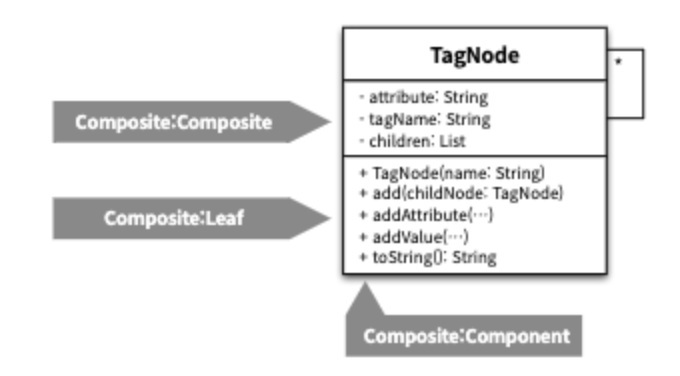 TagNode
*
- attribute: String
- tagName: String
- children: List
+ TagNode(name: String)
+ add(childNode: TagNode)
+ addAttribute(…)
+ addValue(…)
+ toString(): String
Composite:Composite
Composite:Leaf
Composite:Component